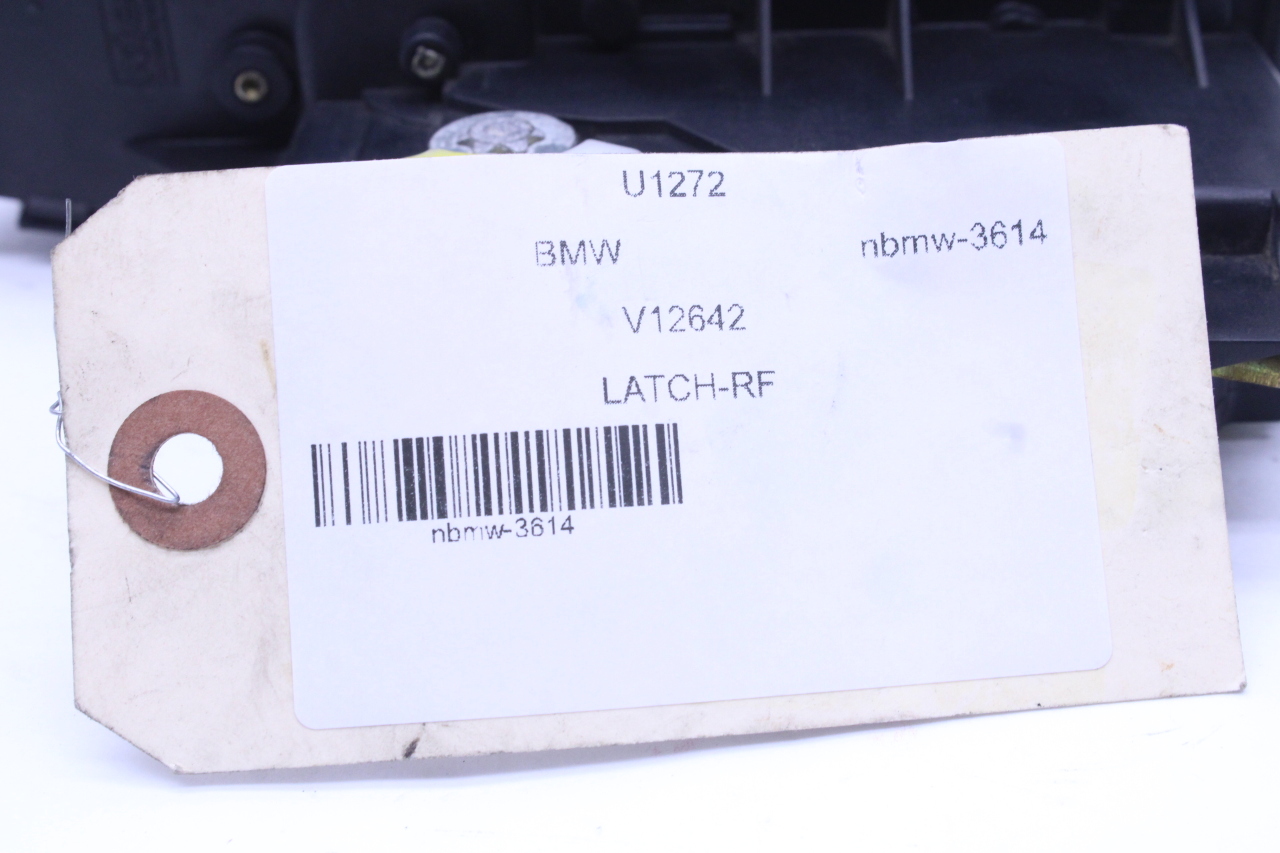 U1272
BMW nbmw-3614
V12642
LATCH-RF
nbmw-3614